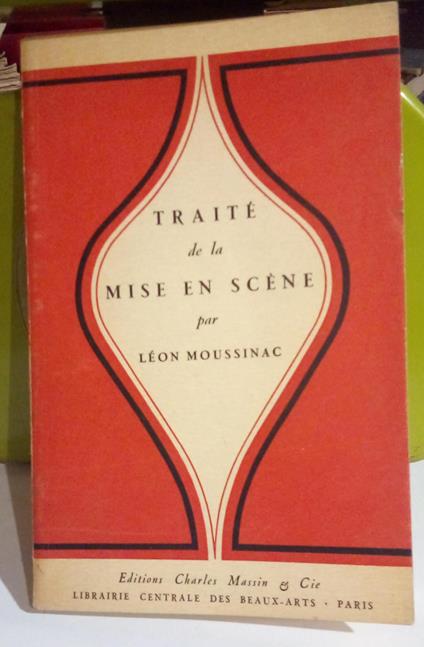 TRAITÉ
de la
MISE EN SCÈNE
par
LÉON MOUSSINAC
Editions Charles Massin & Cie
LIBRAIRIE CENTRALE DES BEAUX-ARTS • PARIS